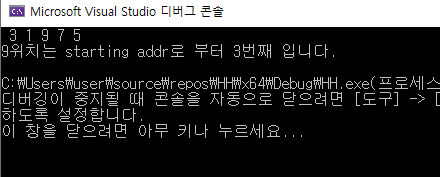 Microsoft Visual Studio 디버그 콘솔
3 1 9 7 5
9위치는 starting addr로 부터 3번째 입니다.
C:\Users\user\source\repos\HH\x64\Debug\HH.exe(프로세스
디버깅이 중지될 때 콘솔을 자동으로 닫으려면 [도구] -> [
하도록 설정합니다.
이 창을 닫으려면 아무 키나 누르세요...